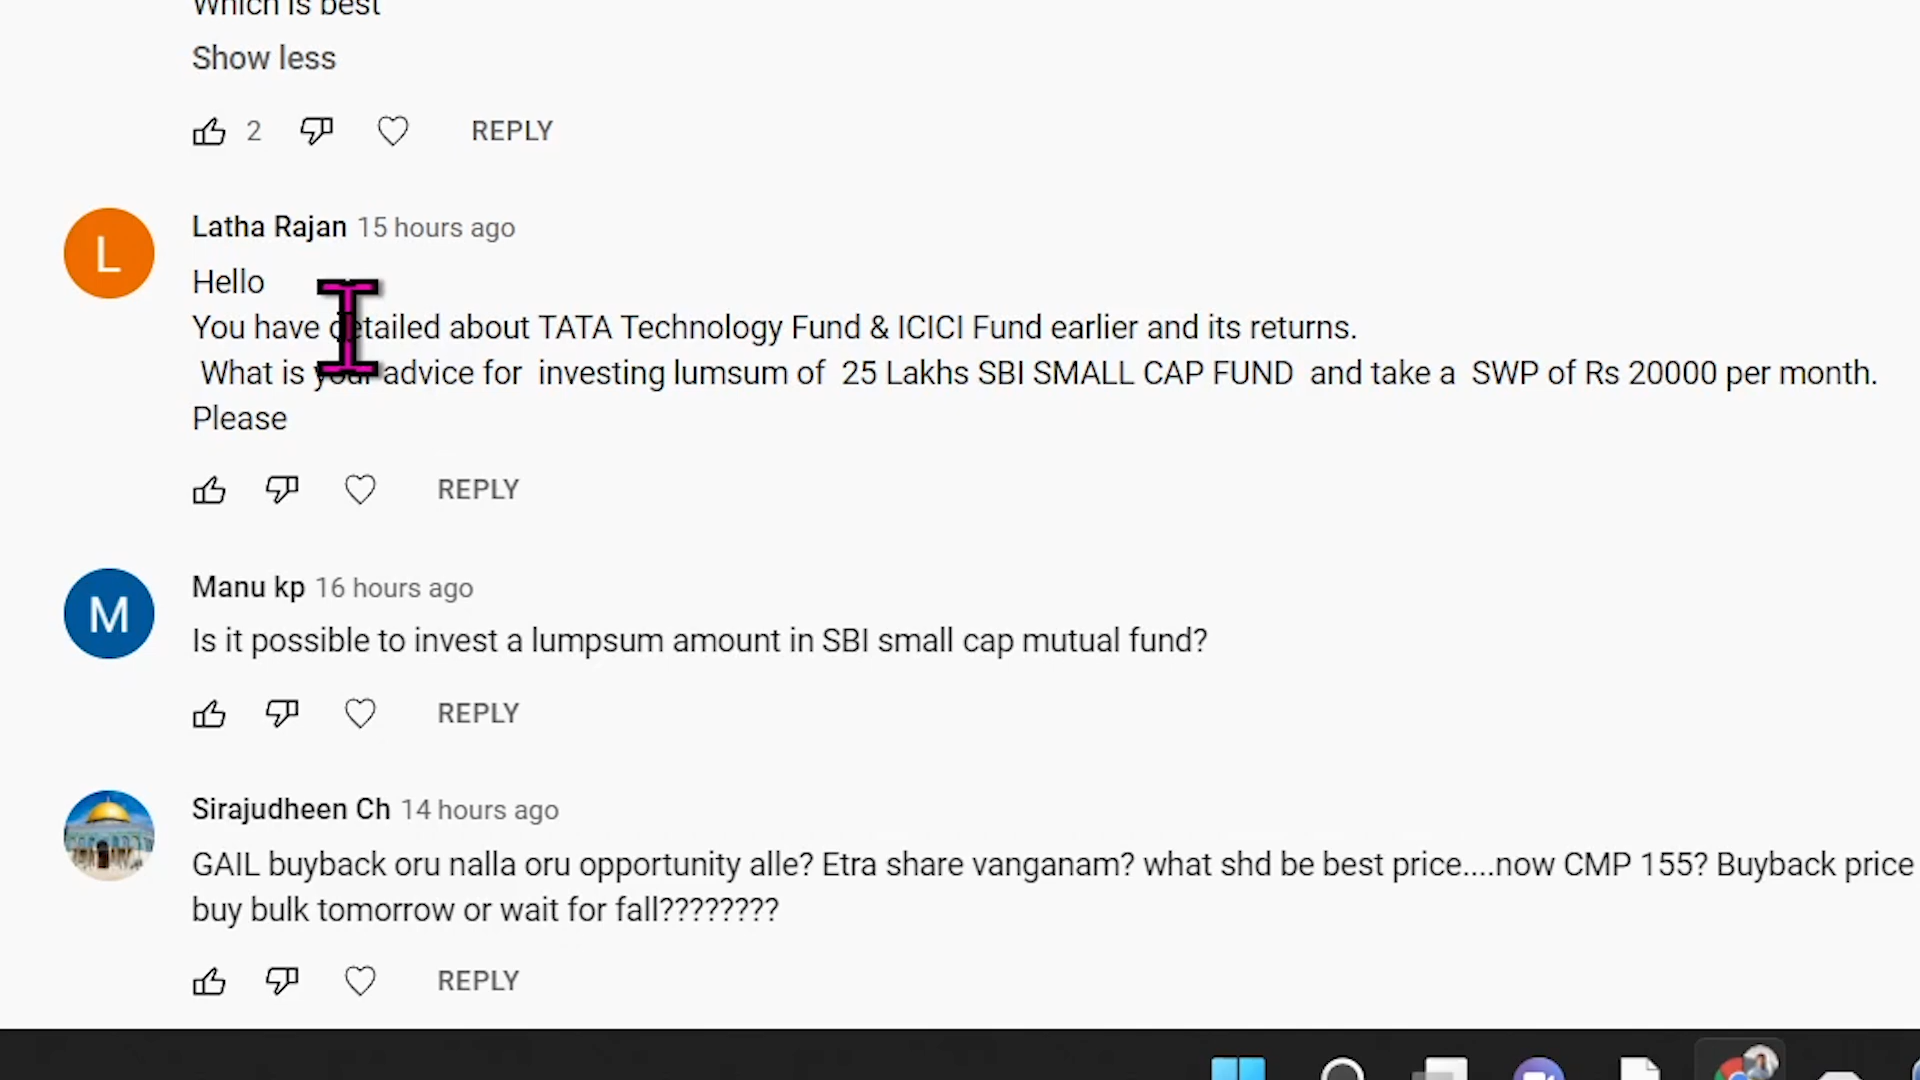 Which is best
Show less
2 REPLY
L
Latha Rajan 15 hours ago
Hello
You have detailed about TATA Technology Fund & ICICI Fund earlier and its returns.
What is your advice for investing lumsum of 25 Lakhs SBI SMALL CAP FUND and take a SWP of Rs 20000 per month.
Please
REPLY
M
Manu kp 16 hours ago
Is it possible to invest a lumpsum amount in SBI small cap mutual fund?
REPLY
Sirajudheen Ch 14 hours ago
GAIL buyback oru nalla oru opportunity alle? Etra share vanganam? what shd be best price....now CMP 155? Buyback price
buy bulk tomorrow or wait for fall????????
REPLY